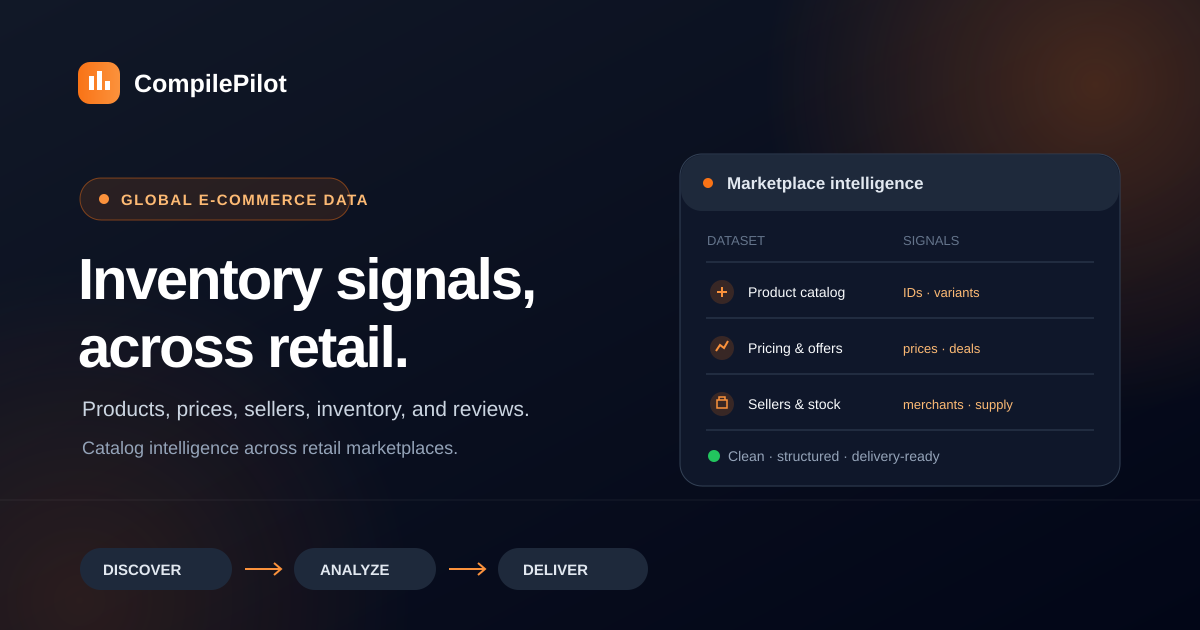 CompilePilot
GLOBAL E-COMMERCE DATA
Inventory signals,
across retail.
Products, prices, sellers, inventory, and reviews.
Catalog intelligence across retail marketplaces.
Marketplace intelligence
DATASET SIGNALS
Product catalog IDs · variants
Pricing & offers prices · deals
Sellers & stock merchants · supply
Clean · structured · delivery-ready
DISCOVER ANALYZE DELIVER